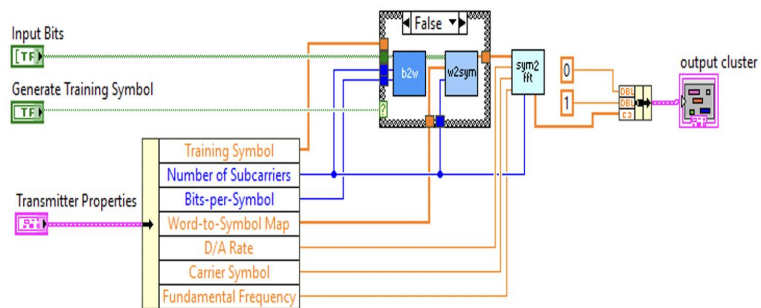 False
Input Bits
TF
b2w
w2sym
sym2
fft
0
output cluster
Generate Training Symbol
TF
?
1
DBL
DBL
Training Symbol
Number of Subcarriers
Transmitter Properties
Bits-per-Symbol
Word-to-Symbol Map
D/A Rate
Carrier Symbol
Fundamental Frequency